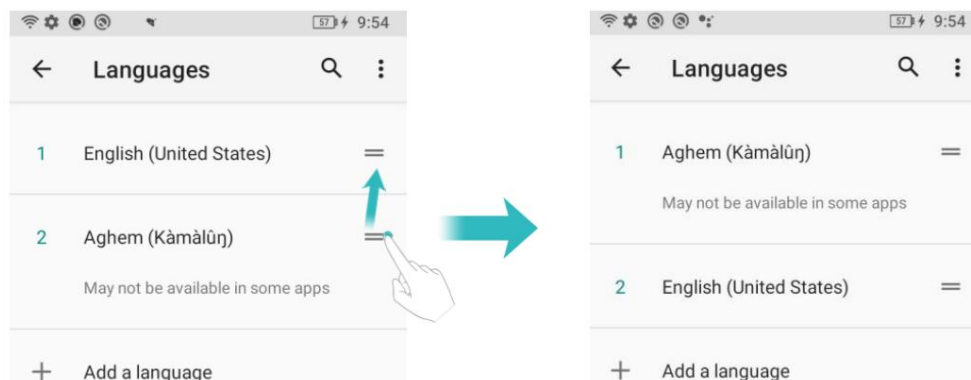 57 9:54
Languages
1 English (United States)
2 Aghem (Kàmàlûŋ)
May not be available in some apps
+ Add a language
57 9:54
Languages
1 Aghem (Kàmàlûŋ)
May not be available in some apps
2 English (United States)
+ Add a language